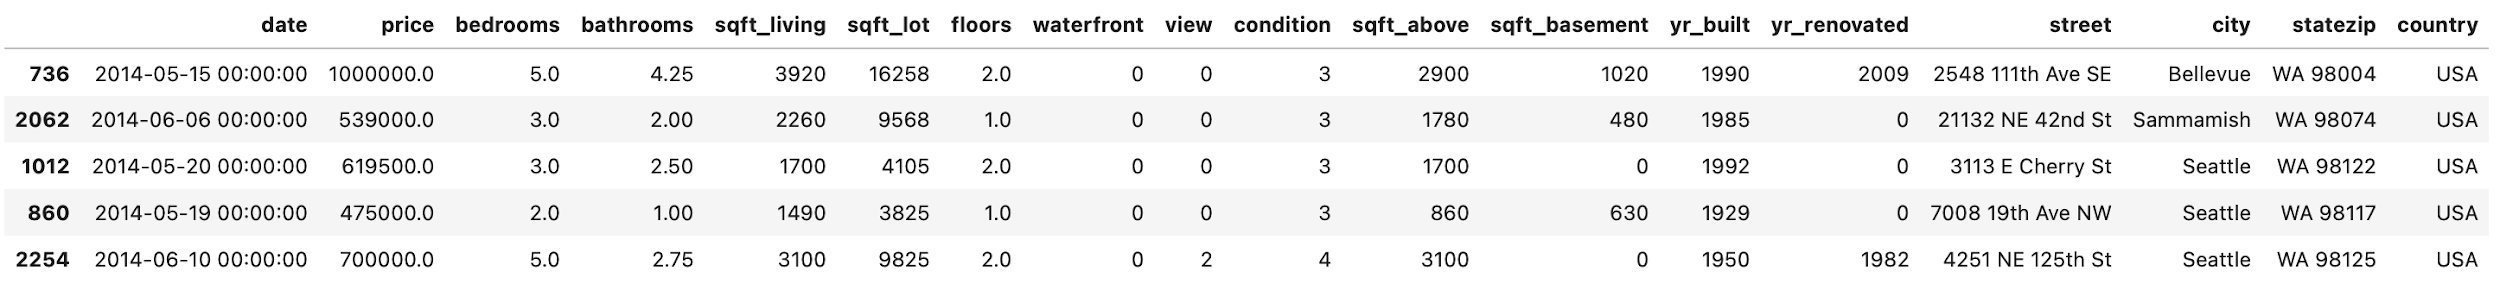 date price bedrooms bathrooms sqft_living sqft_lot floors waterfront view condition sqft_above sqft_basement yr_built yr_renovated street city statezip country
736 2014-05-15 00:00:00 1000000.0 5.0 4.25 3920 16258 2.0 0 0 3 2900 1020 1990 2009 2548 111th Ave SE Bellevue WA 98004 USA
2062 2014-06-06 00:00:00 539000.0 3.0 2.00 2260 9568 1.0 0 0 3 1780 480 1985 0 21132 NE 42nd St Sammamish WA 98074 USA
1012 2014-05-20 00:00:00 619500.0 3.0 2.50 1700 4105 2.0 0 0 3 1700 0 1992 0 3113 E Cherry St Seattle WA 98122 USA
860 2014-05-19 00:00:00 475000.0 2.0 1.00 1490 3825 1.0 0 0 3 860 630 1929 0 7008 19th Ave NW Seattle WA 98117 USA
2254 2014-06-10 00:00:00 700000.0 5.0 2.75 3100 9825 2.0 0 2 4 3100 0 1950 1982 4251 NE 125th St Seattle WA 98125 USA